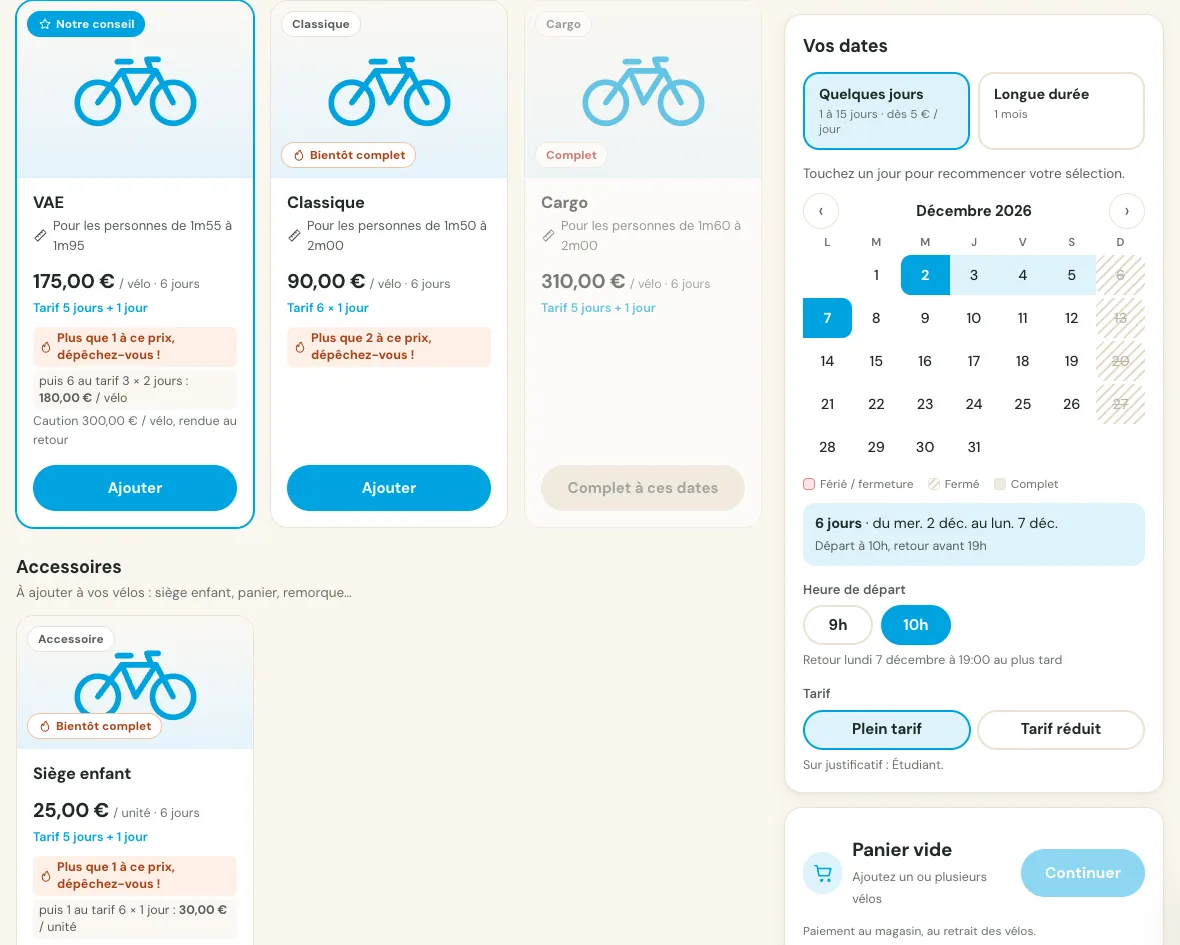 Notre conseil
VAE
Pour les personnes de 1m55 à
1m95
175,00 € / vélo · 6 jours
Tarif 5 jours + 1 jour
Plus que 1 à ce prix,
dépêchez-vous !
puis 6 au tarif 3 × 2 jours :
180,00 € / vélo
Caution 300,00 € / vélo, rendue au
retour
Ajouter
Classique
Bientôt complet
Classique
Pour les personnes de 1m50 à
2m00
90,00 € / vélo · 6 jours
Tarif 6 × 1 jour
Plus que 2 à ce prix,
dépêchez-vous !
Ajouter
Cargo
Complet
Cargo
Pour les personnes de 1m60 à
2m00
310,00 € / vélo · 6 jours
Tarif 5 jours + 1 jour
Complet à ces dates
Accessoires
À ajouter à vos vélos : siège enfant, panier, remorque…
Accessoire
Bientôt complet
Siège enfant
25,00 € / unité · 6 jours
Tarif 5 jours + 1 jour
Plus que 1 à ce prix,
dépêchez-vous !
puis 1 au tarif 6 × 1 jour : 30,00 €
/ unité
Vos dates
Quelques jours
1 à 15 jours · dès 5 € /
jour
Longue durée
1 mois
Touchez un jour pour recommencer votre sélection.
‹ Décembre 2026 ›
L M M J V S D
1 2 3 4 5 6
7 8 9 10 11 12 13
14 15 16 17 18 19 20
21 22 23 24 25 26 27
28 29 30 31
Férié / fermeture Fermé Complet
6 jours · du mer. 2 déc. au lun. 7 déc.
Départ à 10h, retour avant 19h
Heure de départ
9h 10h
Retour lundi 7 décembre à 19:00 au plus tard
Tarif
Plein tarif Tarif réduit
Sur justificatif : Étudiant.
Panier vide
Ajoutez un ou plusieurs
vélos
Continuer
Paiement au magasin, au retrait des vélos.